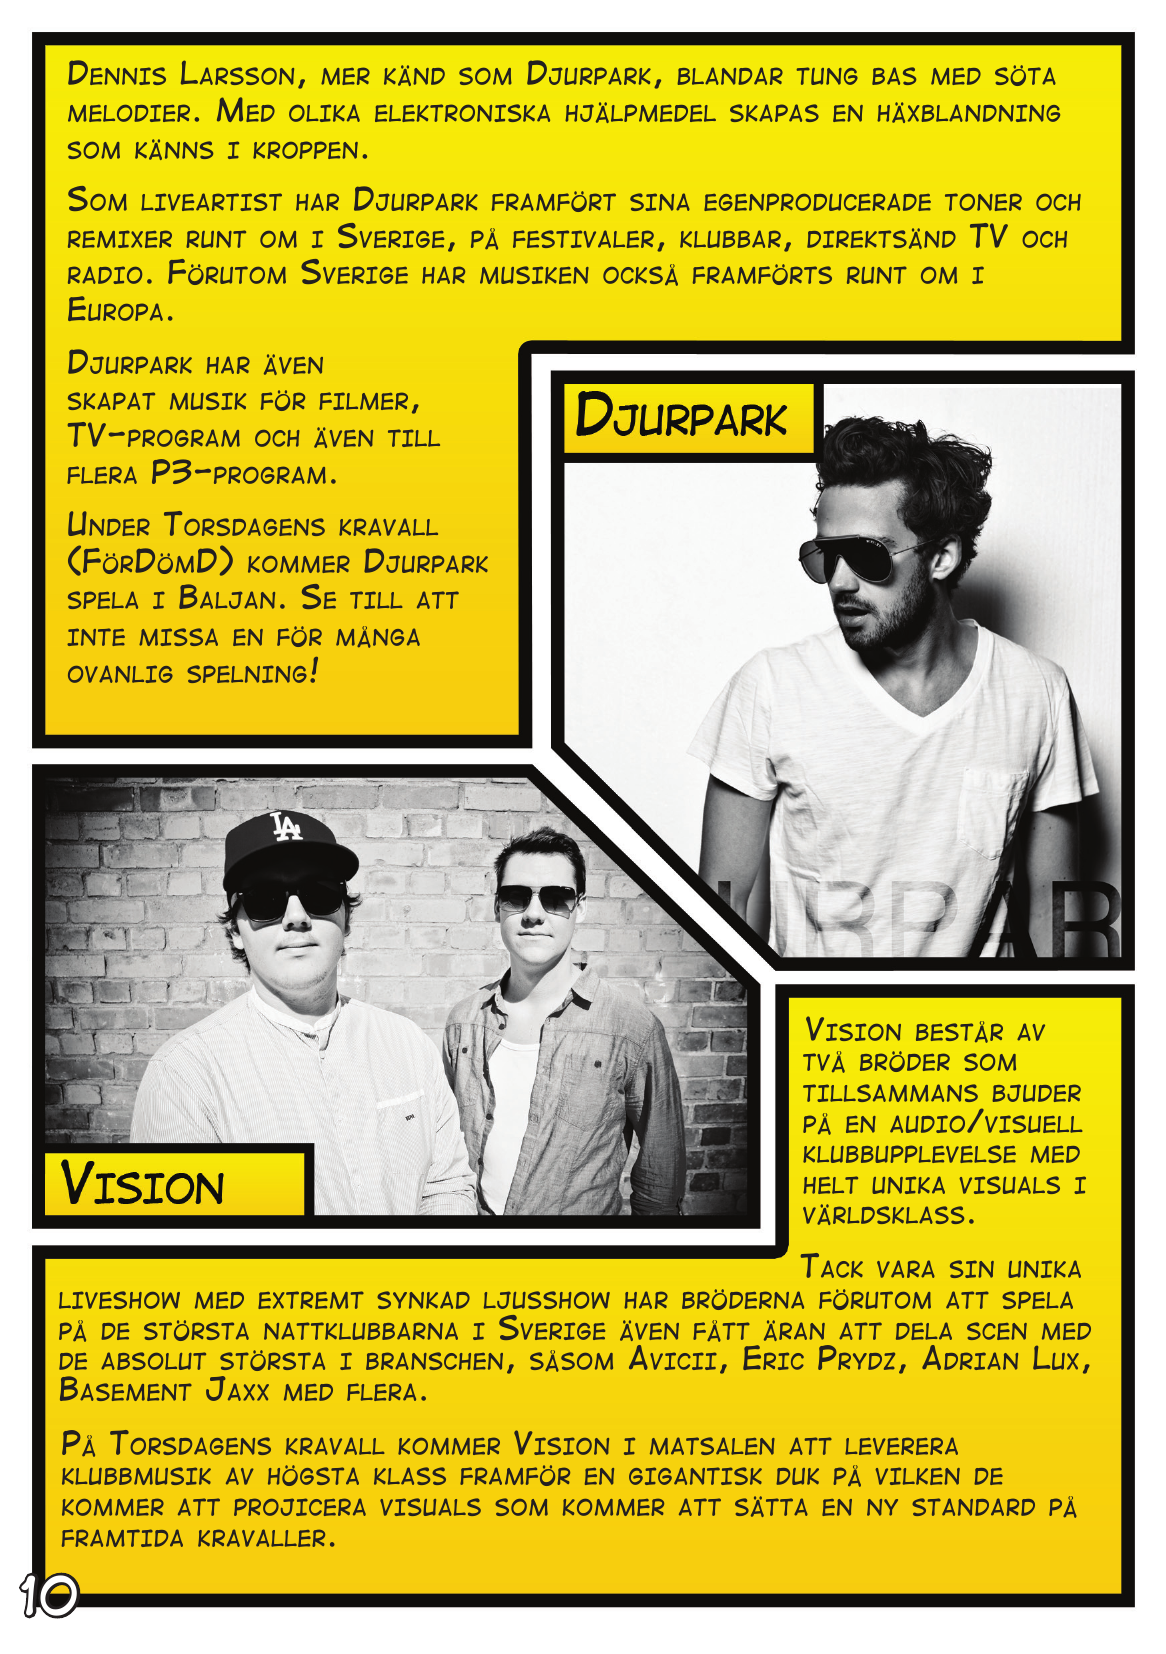 Dennis Larsson, mer känd som Djurpark, blandar tung bas med söta
melodier. Med olika elektroniska hjälpmedel skapas en häxblandning
som känns i kroppen.
Som liveartist har Djurpark framfört sina egenproducerade toner och
remixer runt om i Sverige, på festivaler, klubbar, direktsänd TV och
radio. Förutom Sverige har musiken också framförts runt om i
Europa.
Djurpark har även
skapat musik för filmer,
TV-program och även till
flera P3-program.
Under Torsdagens kravall
(FörDömD) kommer Djurpark
spela i Baljan. Se till att
inte missa en för många
ovanlig spelning!
Djurpark
URPAR
LA
Vision
Vision består av
två bröder som
tillsammans bjuder
på en audio/visuell
klubbupplevelse med
helt unika visuals i
världsklass.
Tack vara sin unika
liveshow med extremt synkad ljusshow har bröderna förutom att spela
på de största nattklubbarna i Sverige även fått äran att dela scen med
de absolut största i branschen, såsom Avicii, Eric Prydz, Adrian Lux,
Basement Jaxx med flera.
På Torsdagens kravall kommer Vision i matsalen att leverera
klubbmusik av högsta klass framför en gigantisk duk på vilken de
kommer att projicera visuals som kommer att sätta en ny standard på
framtida kravaller.
10